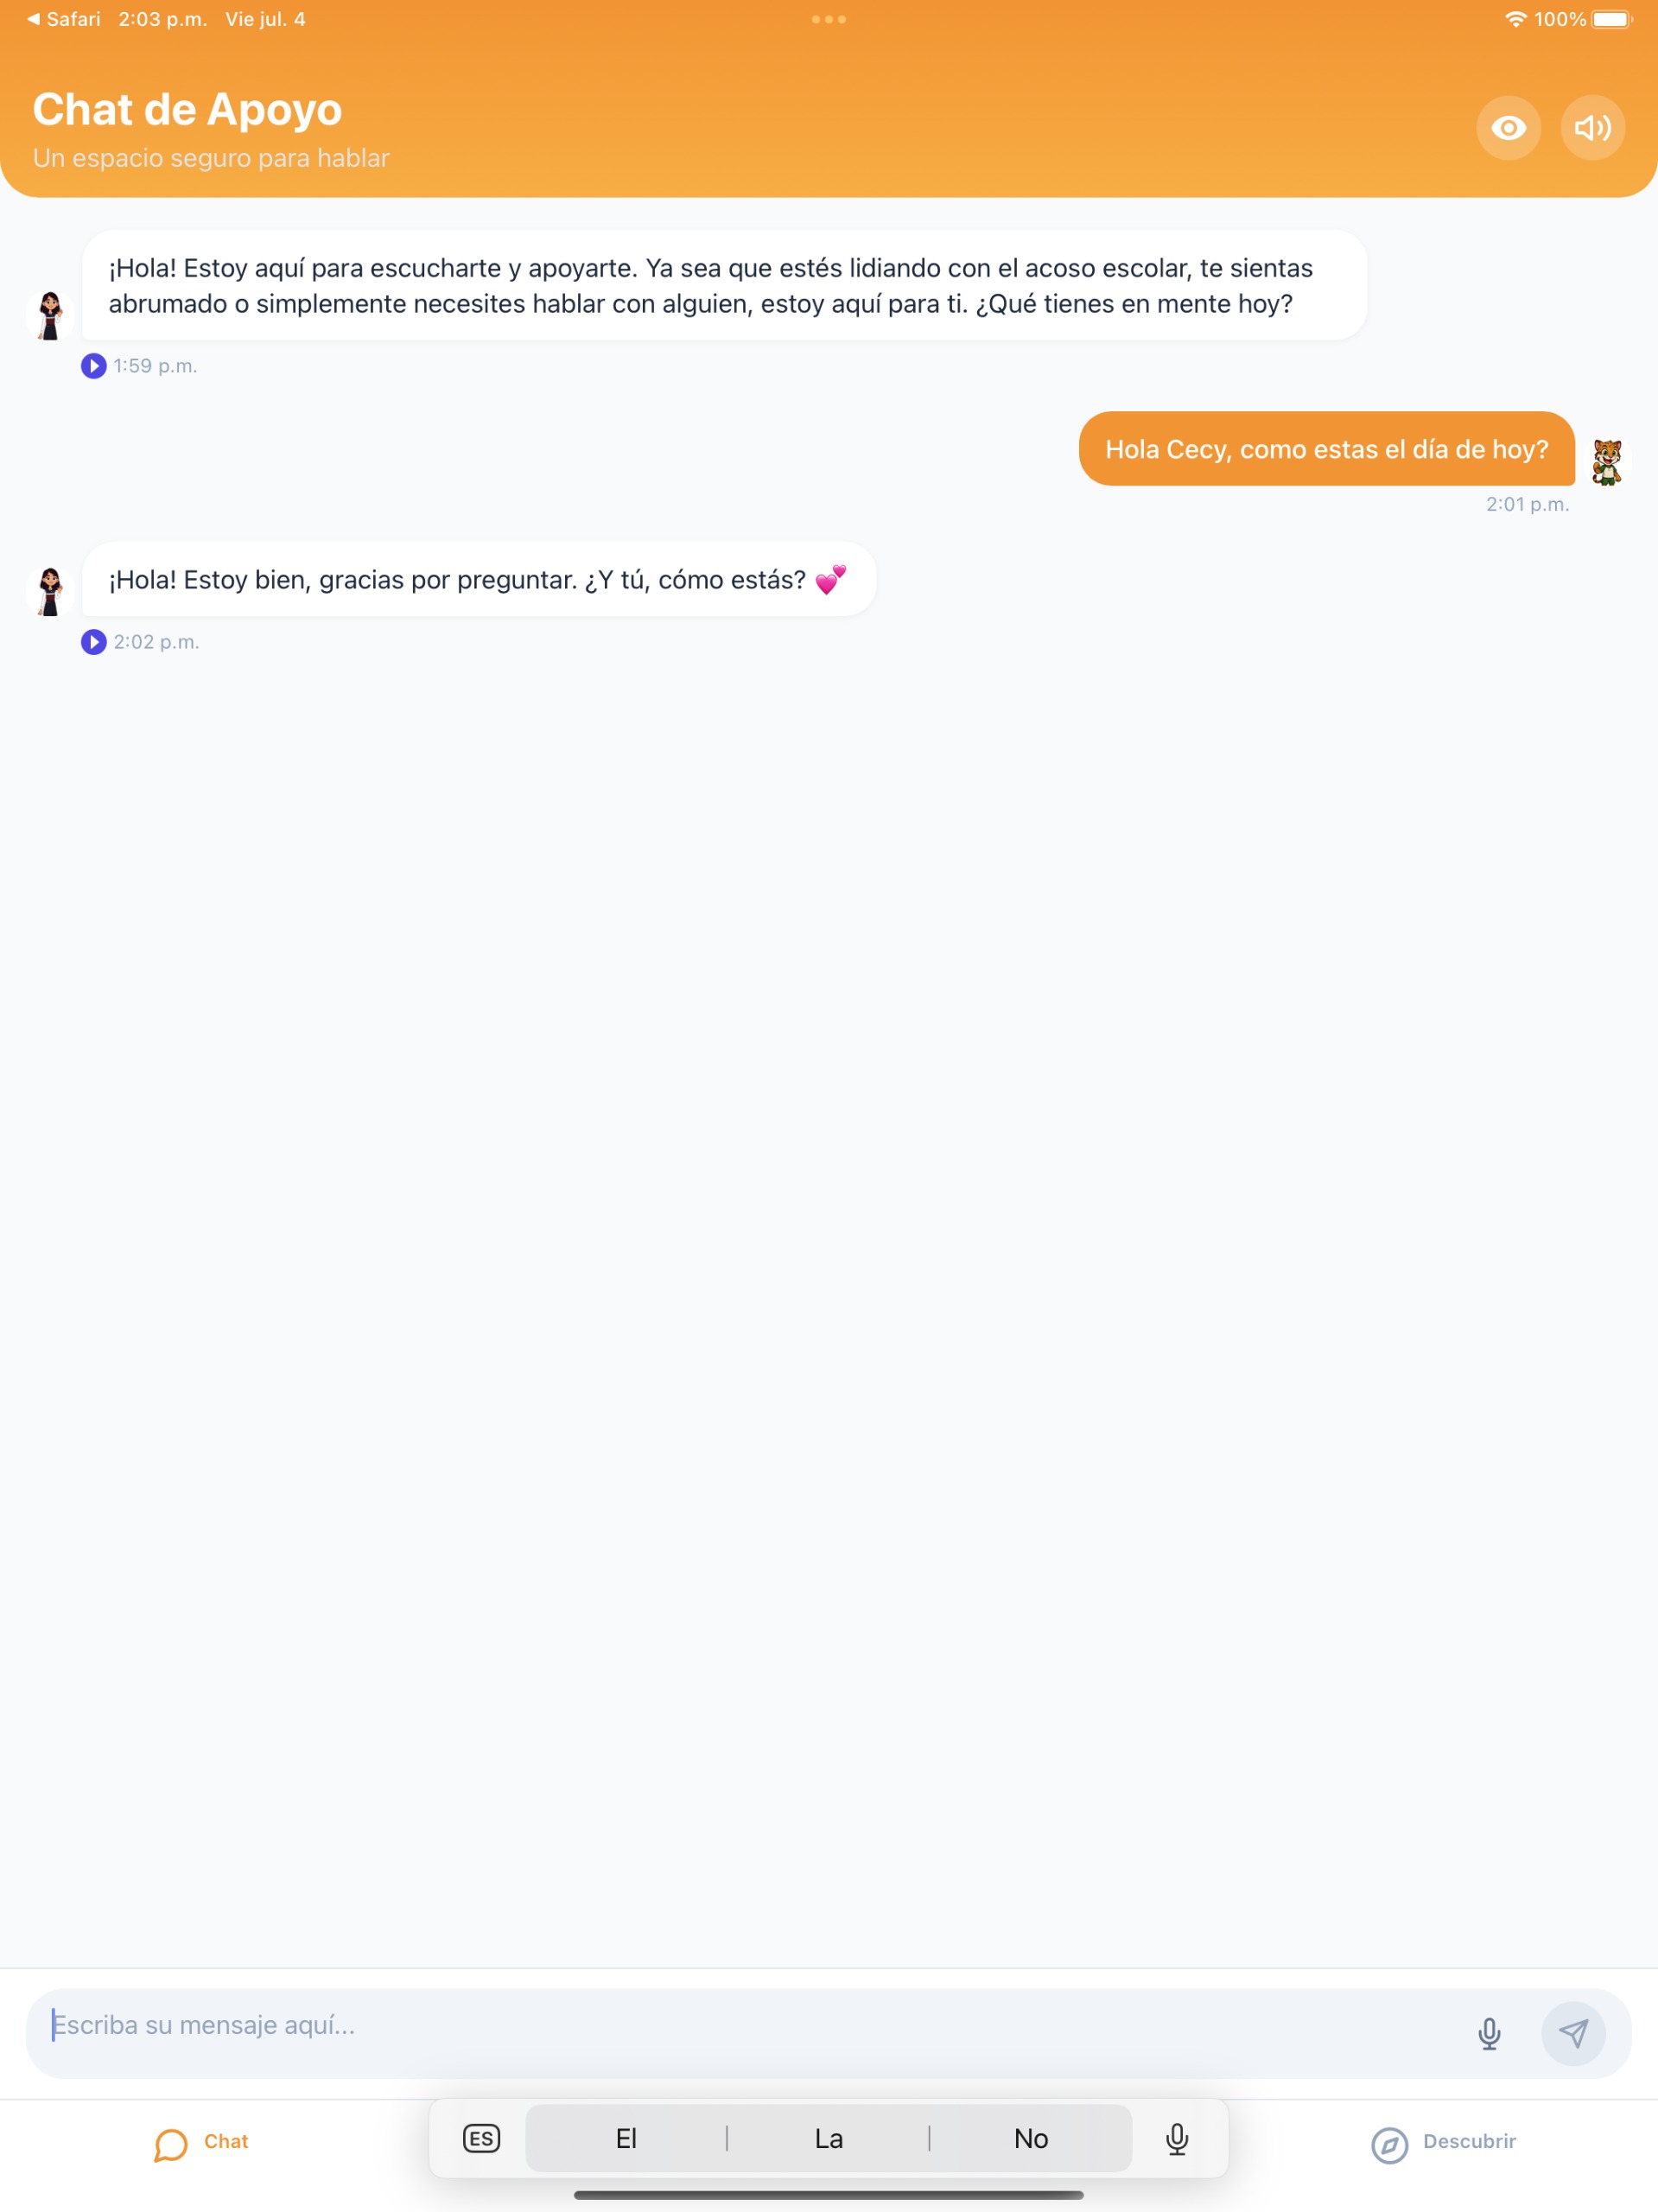 Safari 2:03 p.m. Vie jul. 4
100%
Chat de Apoyo
Un espacio seguro para hablar
¡Hola! Estoy aquí para escucharte y apoyarte. Ya sea que estés lidiando con el acoso escolar, te sientas
abrumado o simplemente necesites hablar con alguien, estoy aquí para ti. ¿Qué tienes en mente hoy?
1:59 p.m.
Hola Cecy, como estas el día de hoy?
2:01 p.m.
¡Hola! Estoy bien, gracias por preguntar. ¿Y tú, cómo estás? 💕
2:02 p.m.
Escriba su mensaje aquí...
Chat
ES El La No
Descubrir